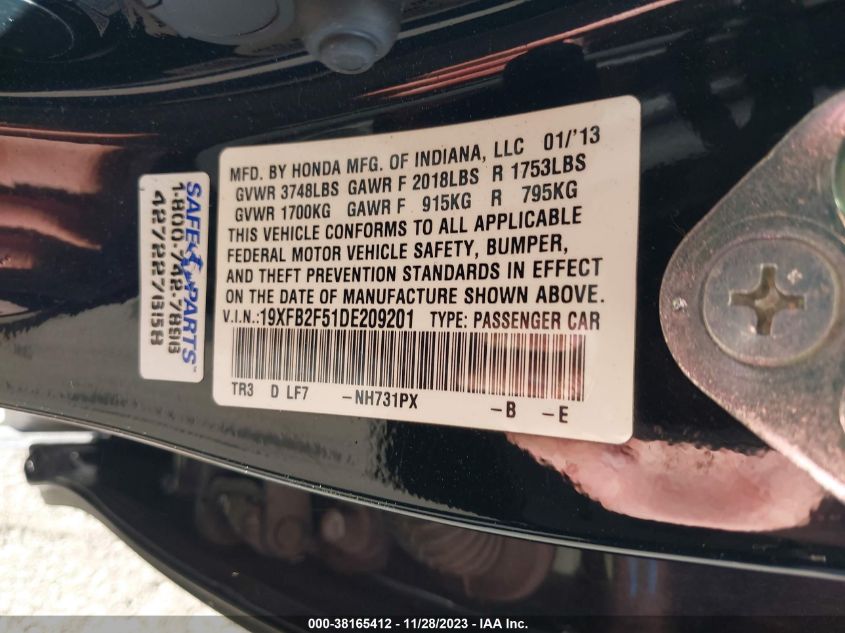 MFD. BY HONDA MFG. OF INDIANA, LLC 01/'13
GVWR 3748LBS GAWR F 2018LBS R 1753LBS
GVWR 1700KG GAWR F 915KG R 795KG
THIS VEHICLE CONFORMS TO ALL APPLICABLE
FEDERAL MOTOR VEHICLE SAFETY, BUMPER,
AND THEFT PREVENTION STANDARDS IN EFFECT
ON THE DATE OF MANUFACTURE SHOWN ABOVE.
V.I.N.:19XFB2F51DE209201 TYPE: PASSENGER CAR
TR3 D LF7 -NH731PX -B -E
SAFE PARTS
1-800-742-7898
427227035B
000-38165412 - 11/28/2023 - IAA Inc.